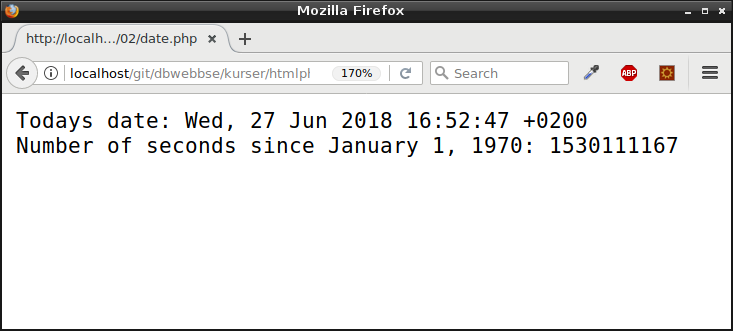 Mozilla Firefox
http://localh.../02/date.php
localhost/git/dbwebbse/kurser/htmlph
170%
Search
ABP
Todays date: Wed, 27 Jun 2018 16:52:47 +0200
Number of seconds since January 1, 1970: 1530111167